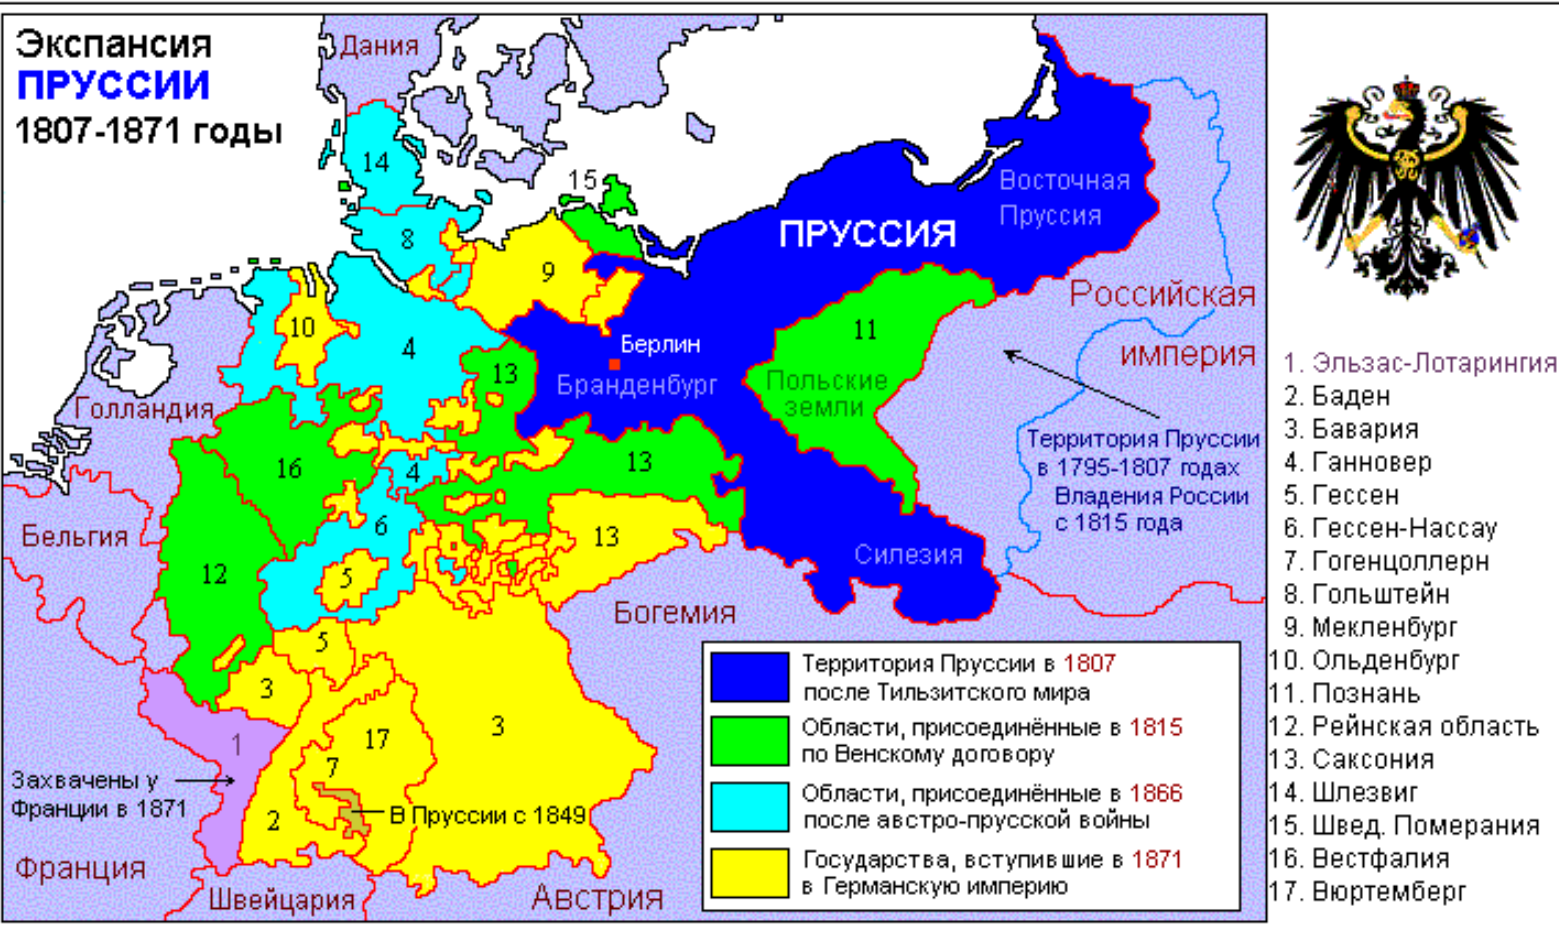 Экспансия
ПРУССИИ
1807-1871 годы
Дания
14
15
8
9
10
4
13
Восточная
Пруссия
ПРУССИЯ
Российская
империя
Берлин
Бранденбург
11
Польские
земли
Голландия
16
4
13
6
13
5
12
Бельгия
Территория Пруссии
в 1795-1807 годах
Владения России
с 1815 года
Силезия
Богемия
5
3
1
17
7
3
2
Захвачены у
Франции в 1871
В Пруссии с 1849
Франция
Швейцария
Австрия
Территория Пруссии в 1807
после Тильзитского мира
Области, присоединённые в 1815
по Венскому договору
Области, присоединённые в 1866
после австро-прусской войны
Государства, вступившие в 1871
в Германскую империю
1. Эльзас-Лотарингия
2. Баден
3. Бавария
4. Ганновер
5. Гессен
6. Гессен-Нассау
7. Гогенцоллерн
8. Гольштейн
9. Мекленбург
10. Ольденбург
11. Познань
12. Рейнская область
13. Саксония
14. Шлезвиг
15. Швед. Померания
16. Вестфалия
17. Вюртемберг